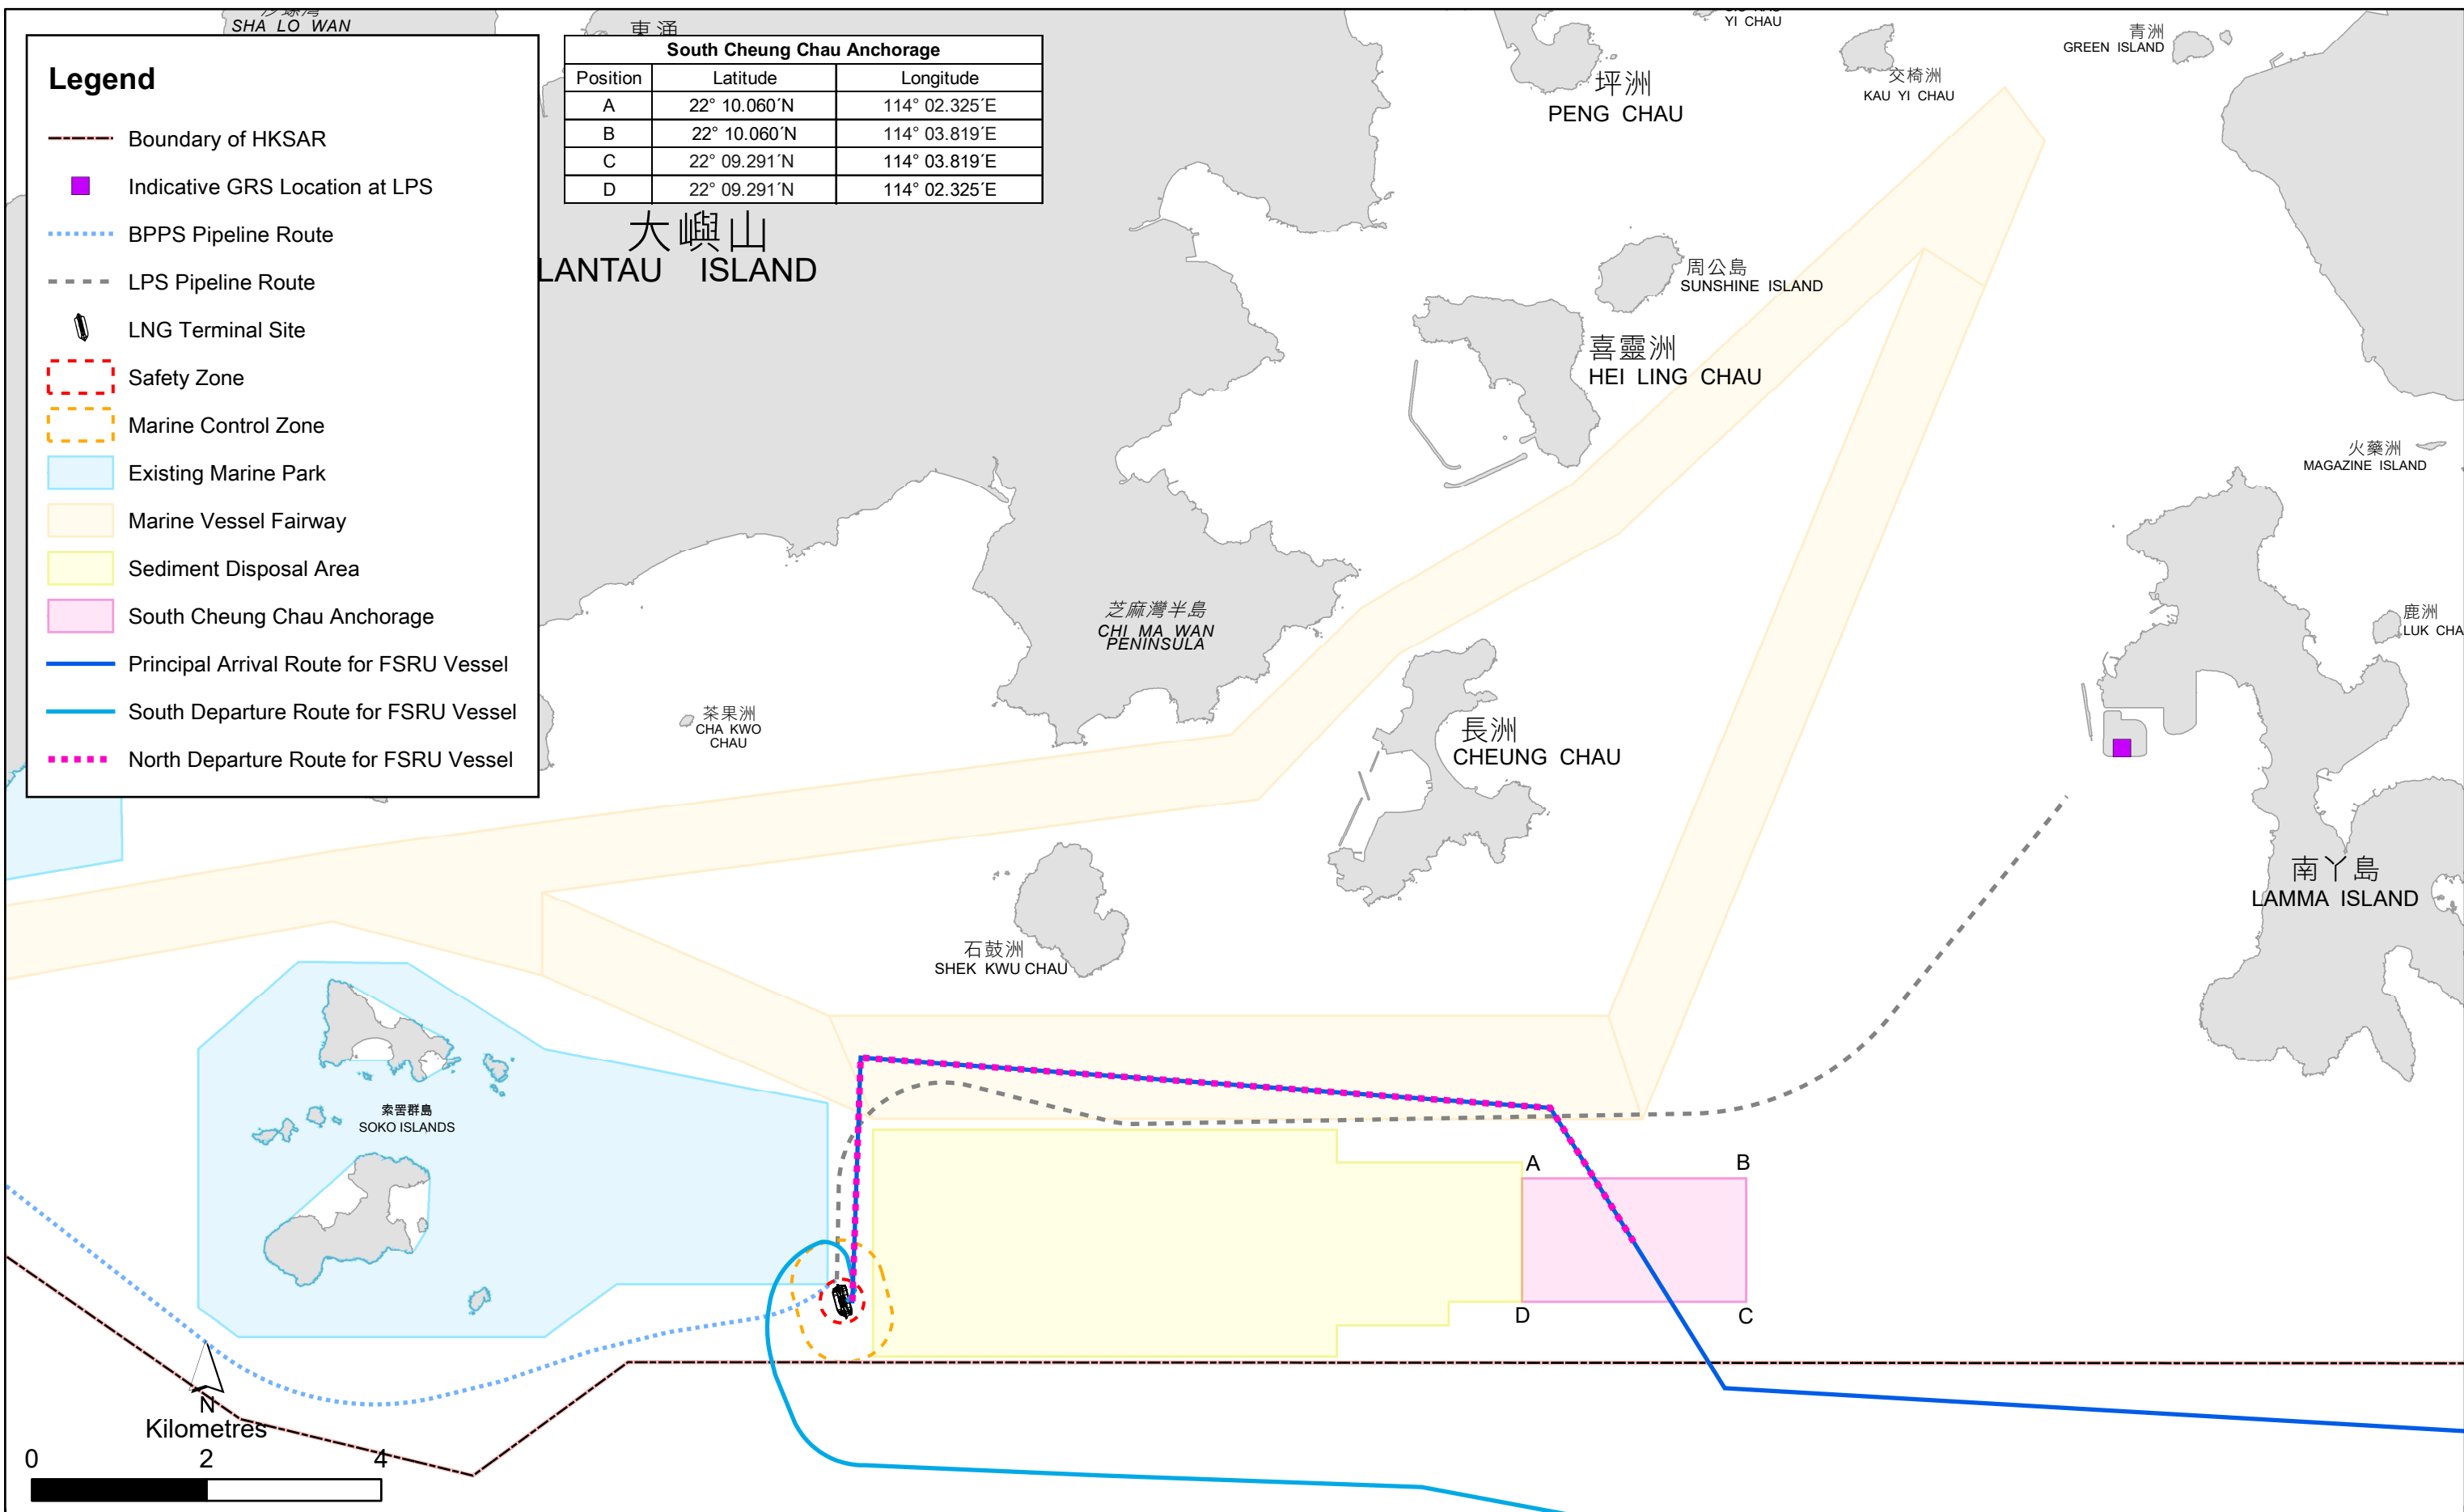 SHA LO WAN
東涌
YI CHAU
青洲
GREEN ISLAND
交椅洲
KAU YI CHAU
坪洲
PENG CHAU
Legend
Boundary of HKSAR
Indicative GRS Location at LPS
BPPS Pipeline Route
LPS Pipeline Route
LNG Terminal Site
Safety Zone
Marine Control Zone
Existing Marine Park
Marine Vessel Fairway
Sediment Disposal Area
South Cheung Chau Anchorage
Principal Arrival Route for FSRU Vessel
South Departure Route for FSRU Vessel
North Departure Route for FSRU Vessel
South Cheung Chau Anchorage
Position Latitude Longitude
A 22° 10.060´N 114° 02.325´E
B 22° 10.060´N 114° 03.819´E
C 22° 09.291´N 114° 03.819´E
D 22° 09.291´N 114° 02.325´E
大嶼山
LANTAU ISLAND
周公島
SUNSHINE ISLAND
喜靈洲
HEI LING CHAU
火藥洲
MAGAZINE ISLAND
芝麻灣半島
CHI MA WAN
PENINSULA
鹿洲
LUK CHA
茶果洲
CHA KWO
CHAU
長洲
CHEUNG CHAU
南丫島
LAMMA ISLAND
石鼓洲
SHEK KWU CHAU
索罟群島
SOKO ISLANDS
A
B
D
C
N
Kilometres
0 2 4